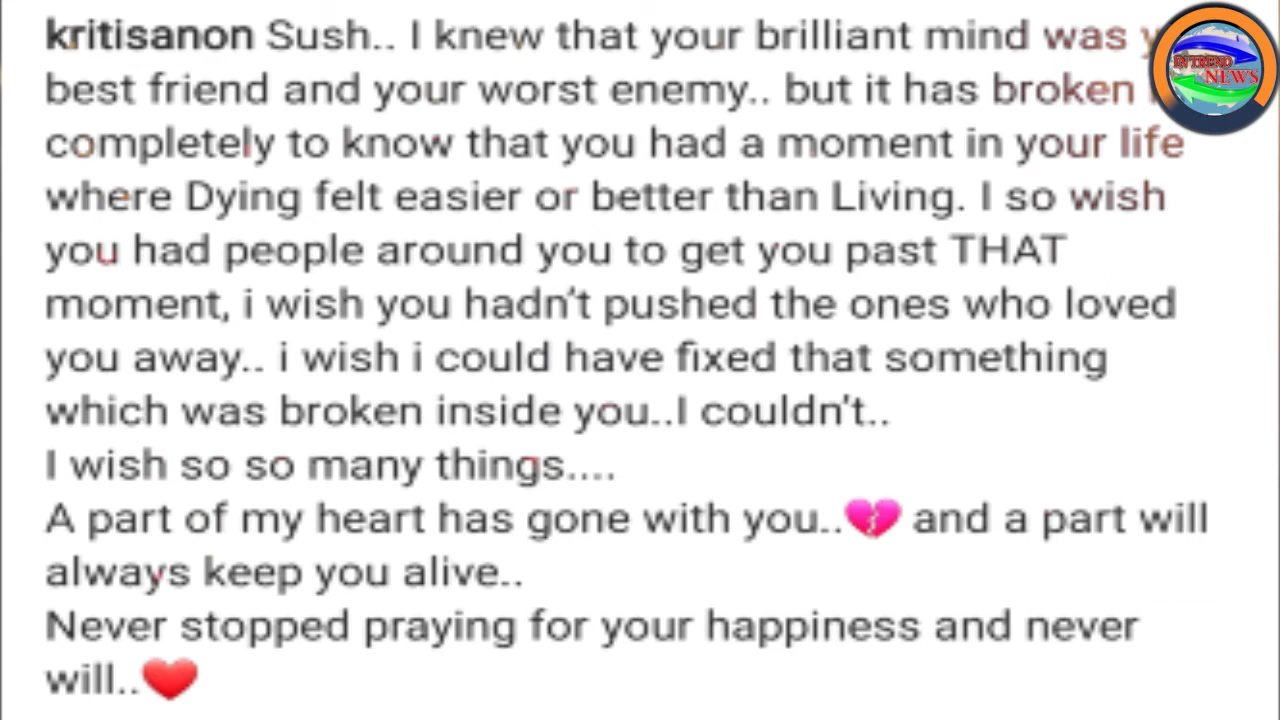 kritisanon Sush.. I knew that your brilliant mind was
best friend and your worst enemy.. but it has broken
completely to know that you had a moment in your life
where Dying felt easier or better than Living. I so wish
you had people around you to get you past THAT
moment, i wish you hadn't pushed the ones who loved
you away.. i wish i could have fixed that something
which was broken inside you..I couldn't..
I wish so so many things....
A part of my heart has gone with you..💔 and a part will
always keep you alive..
Never stopped praying for your happiness and never
will..❤️
IN TREND
NEWS